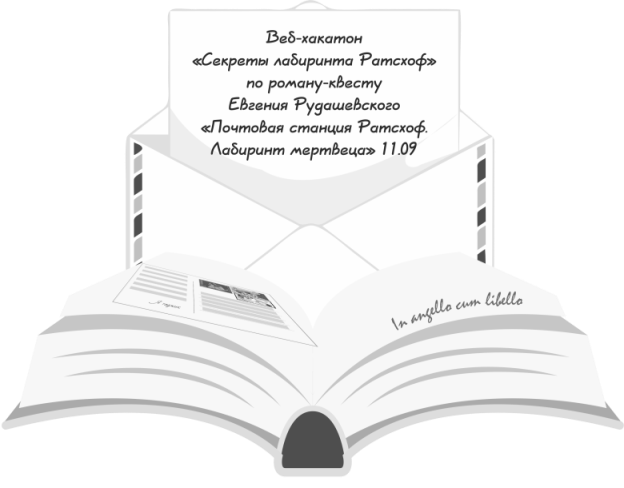 Веб-хакатон
«Секреты лабиринта Ратсхоф»
по роману-квесту
Евгения Рудашевского
«Почтовая станция Ратсхоф.
Лабиринт мертвеца» 11.09
In angello cum libello